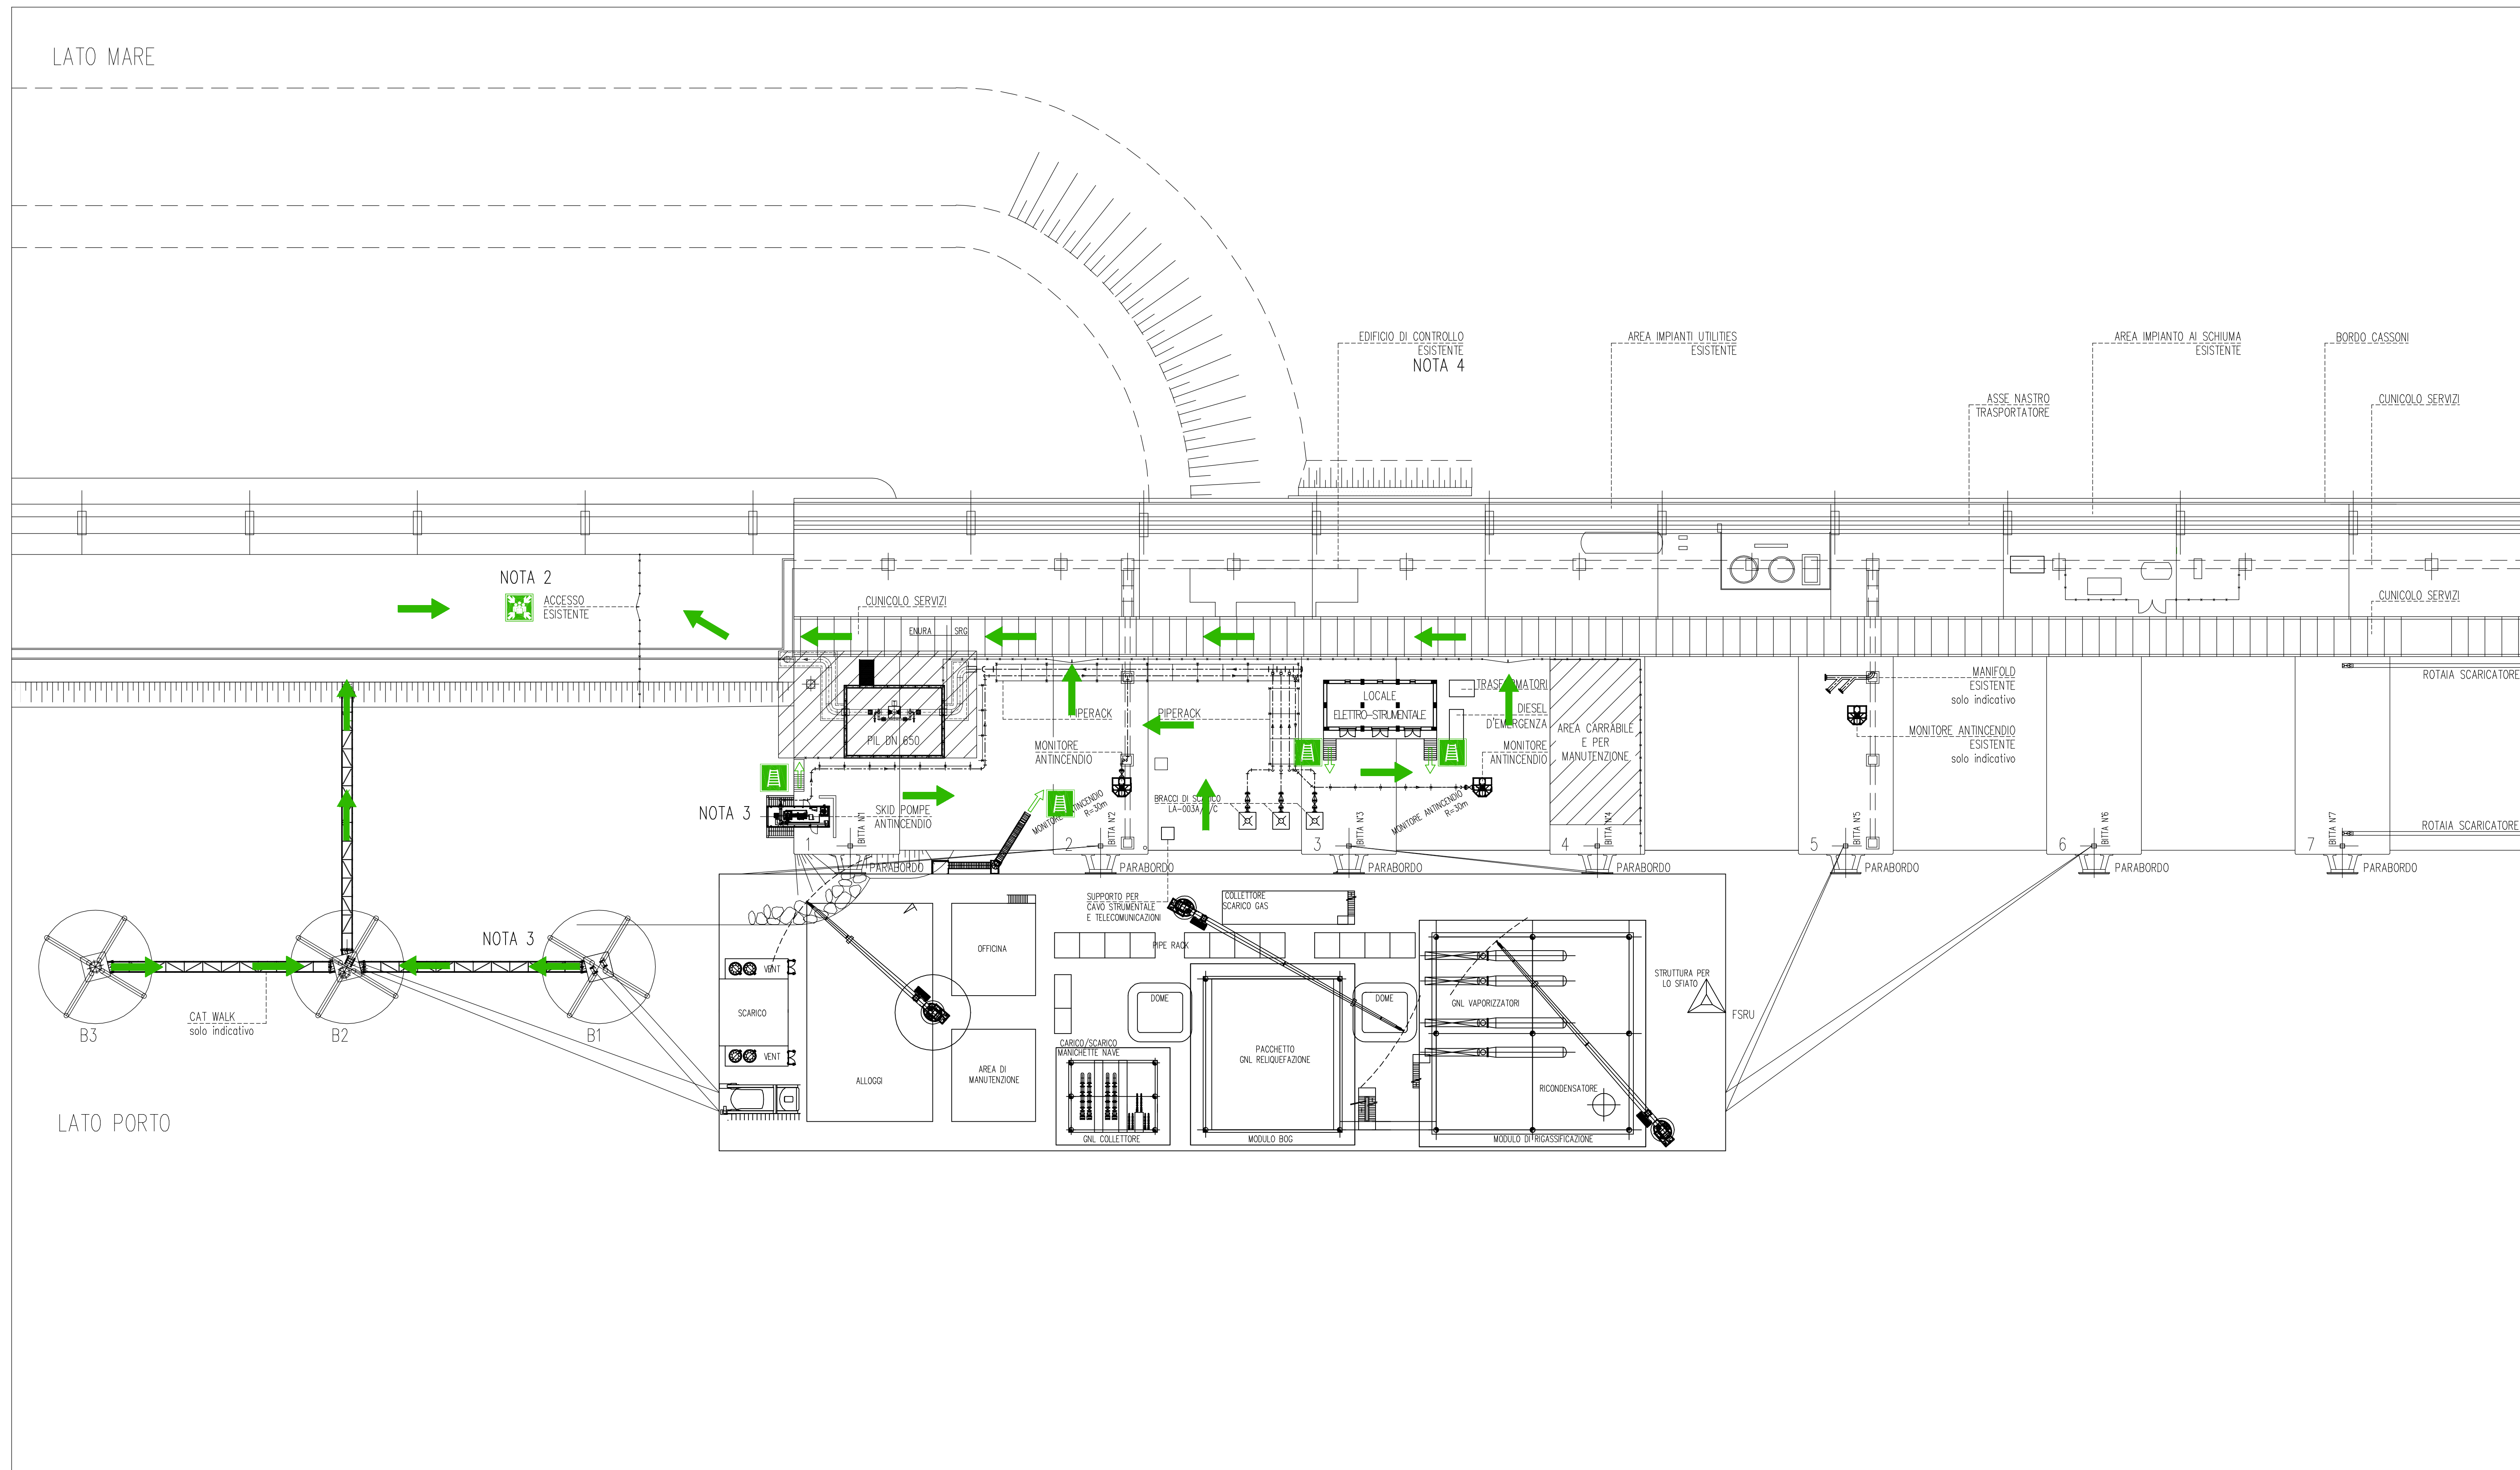 LATO MARE
EDIFICIO DI CONTROLLO
ESISTENTE
NOTA 4
AREA IMPIANTI UTILITIES
ESISTENTE
AREA IMPIANTO AI SCHIUMA
ESISTENTE
BORDO CASSONI
ASSE NASTRO
TRASPORTATORE
CUNICOLO SERVIZI
NOTA 2
ACCESSO
ESISTENTE
CUNICOLO SERVIZI
CUNICOLO SERVIZI
ENURA
SRG
LOCALE
ELETTRO-STRUMENTALE
DIESEL
D'EMERGENZA
PIPERACK
PIPERACK
PIL DN 650
MONITORE
ANTINCENDIO
MONITORE
ANTINCENDIO
AREA CARRABILE
E PER
MANUTENZIONE
MANIFOLD
ESISTENTE
solo indicativo
MONITORE ANTINCENDIO
ESISTENTE
solo indicativo
ROTAIA SCARICATORE
ROTAIA SCARICATORE
NOTA 3
SKID POMPE
ANTINCENDIO
MONITORE ANTINCENDIO
R=30m
BRACCI DI SCARICO
MONITORE ANTINCENDIO
R=30m
1
BITTA N°1
2
BITTA N°2
3
BITTA N°3
4
BITTA N°4
5
BITTA N°5
6
BITTA N°6
7
BITTA N°7
PARABORDO
PARABORDO
PARABORDO
PARABORDO
PARABORDO
PARABORDO
PARABORDO
SUPPORTO PER
CAVO STRUMENTALE
E TELECOMUNICAZIONI
COLLETTORE
SCARICO GAS
NOTA 3
OFFICINA
PIPE RACK
VENT
SCARICO
VENT
DOME
DOME
GNL VAPORIZZATORI
STRUTTURA PER
LO SFIATO
FSRU
CAT WALK
solo indicativo
B3
B2
B1
CARICO/SCARICO
MANICHETTE NAVE
PACCHETTO
GNL RELIQUEFAZIONE
ALLOGGI
AREA DI
MANUTENZIONE
RICONDENSATORE
GNL COLLETTORE
MODULO BOG
MODULO DI RIGASSIFICAZIONE
LATO PORTO